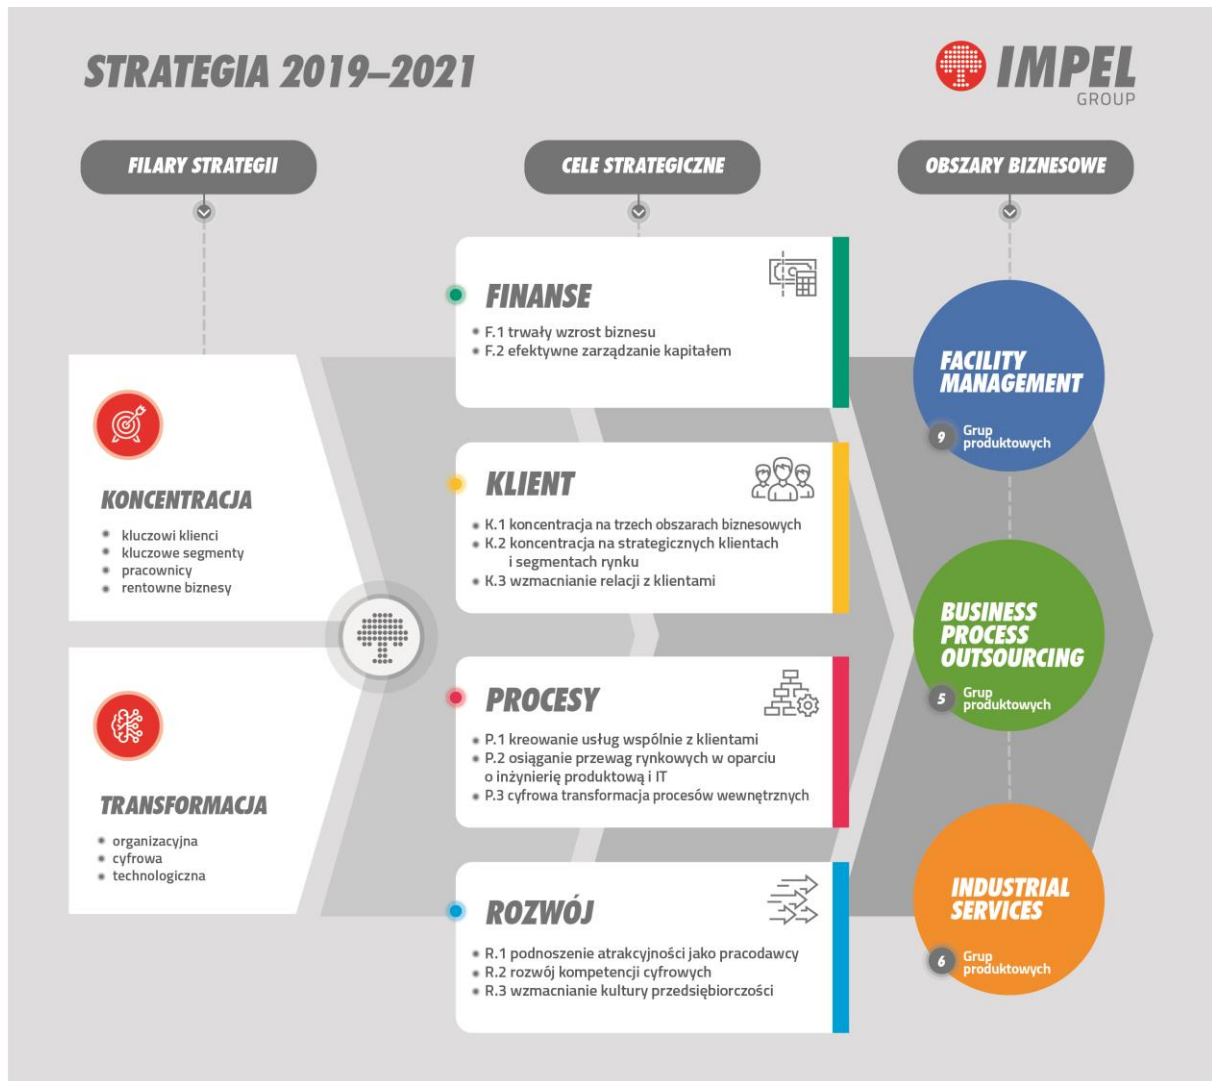 STRATEGIA 2019–2021
IMPEL
GROUP
FILARY STRATEGII
CELE STRATEGICZNE
OBSZARY BIZNESOWE
KONCENTRACJA
kluczowi klienci
kluczowe segmenty
pracownicy
rentowne biznesy
TRANSFORMACJA
organizacyjna
cyfrowa
technologiczna
FINANSE
F.1 trwały wzrost biznesu
F.2 efektywne zarządzanie kapitałem
KLIENT
K.1 koncentracja na trzech obszarach biznesowych
K.2 koncentracja na strategicznych klientach
i segmentach rynku
K.3 wzmacnianie relacji z klientami
PROCESY
P.1 kreowanie usług wspólnie z klientami
P.2 osiąganie przewag rynkowych w oparciu
o inżynierię produktową i IT
P.3 cyfrowa transformacja procesów wewnętrznych
ROZWÓJ
R.1 podnoszenie atrakcyjności jako pracodawcy
R.2 rozwój kompetencji cyfrowych
R.3 wzmacnianie kultury przedsiębiorczości
FACILITY
MANAGEMENT
9 Grup
produktowych
BUSINESS
PROCESS
OUTSOURCING
5 Grup
produktowych
INDUSTRIAL
SERVICES
6 Grup
produktowych